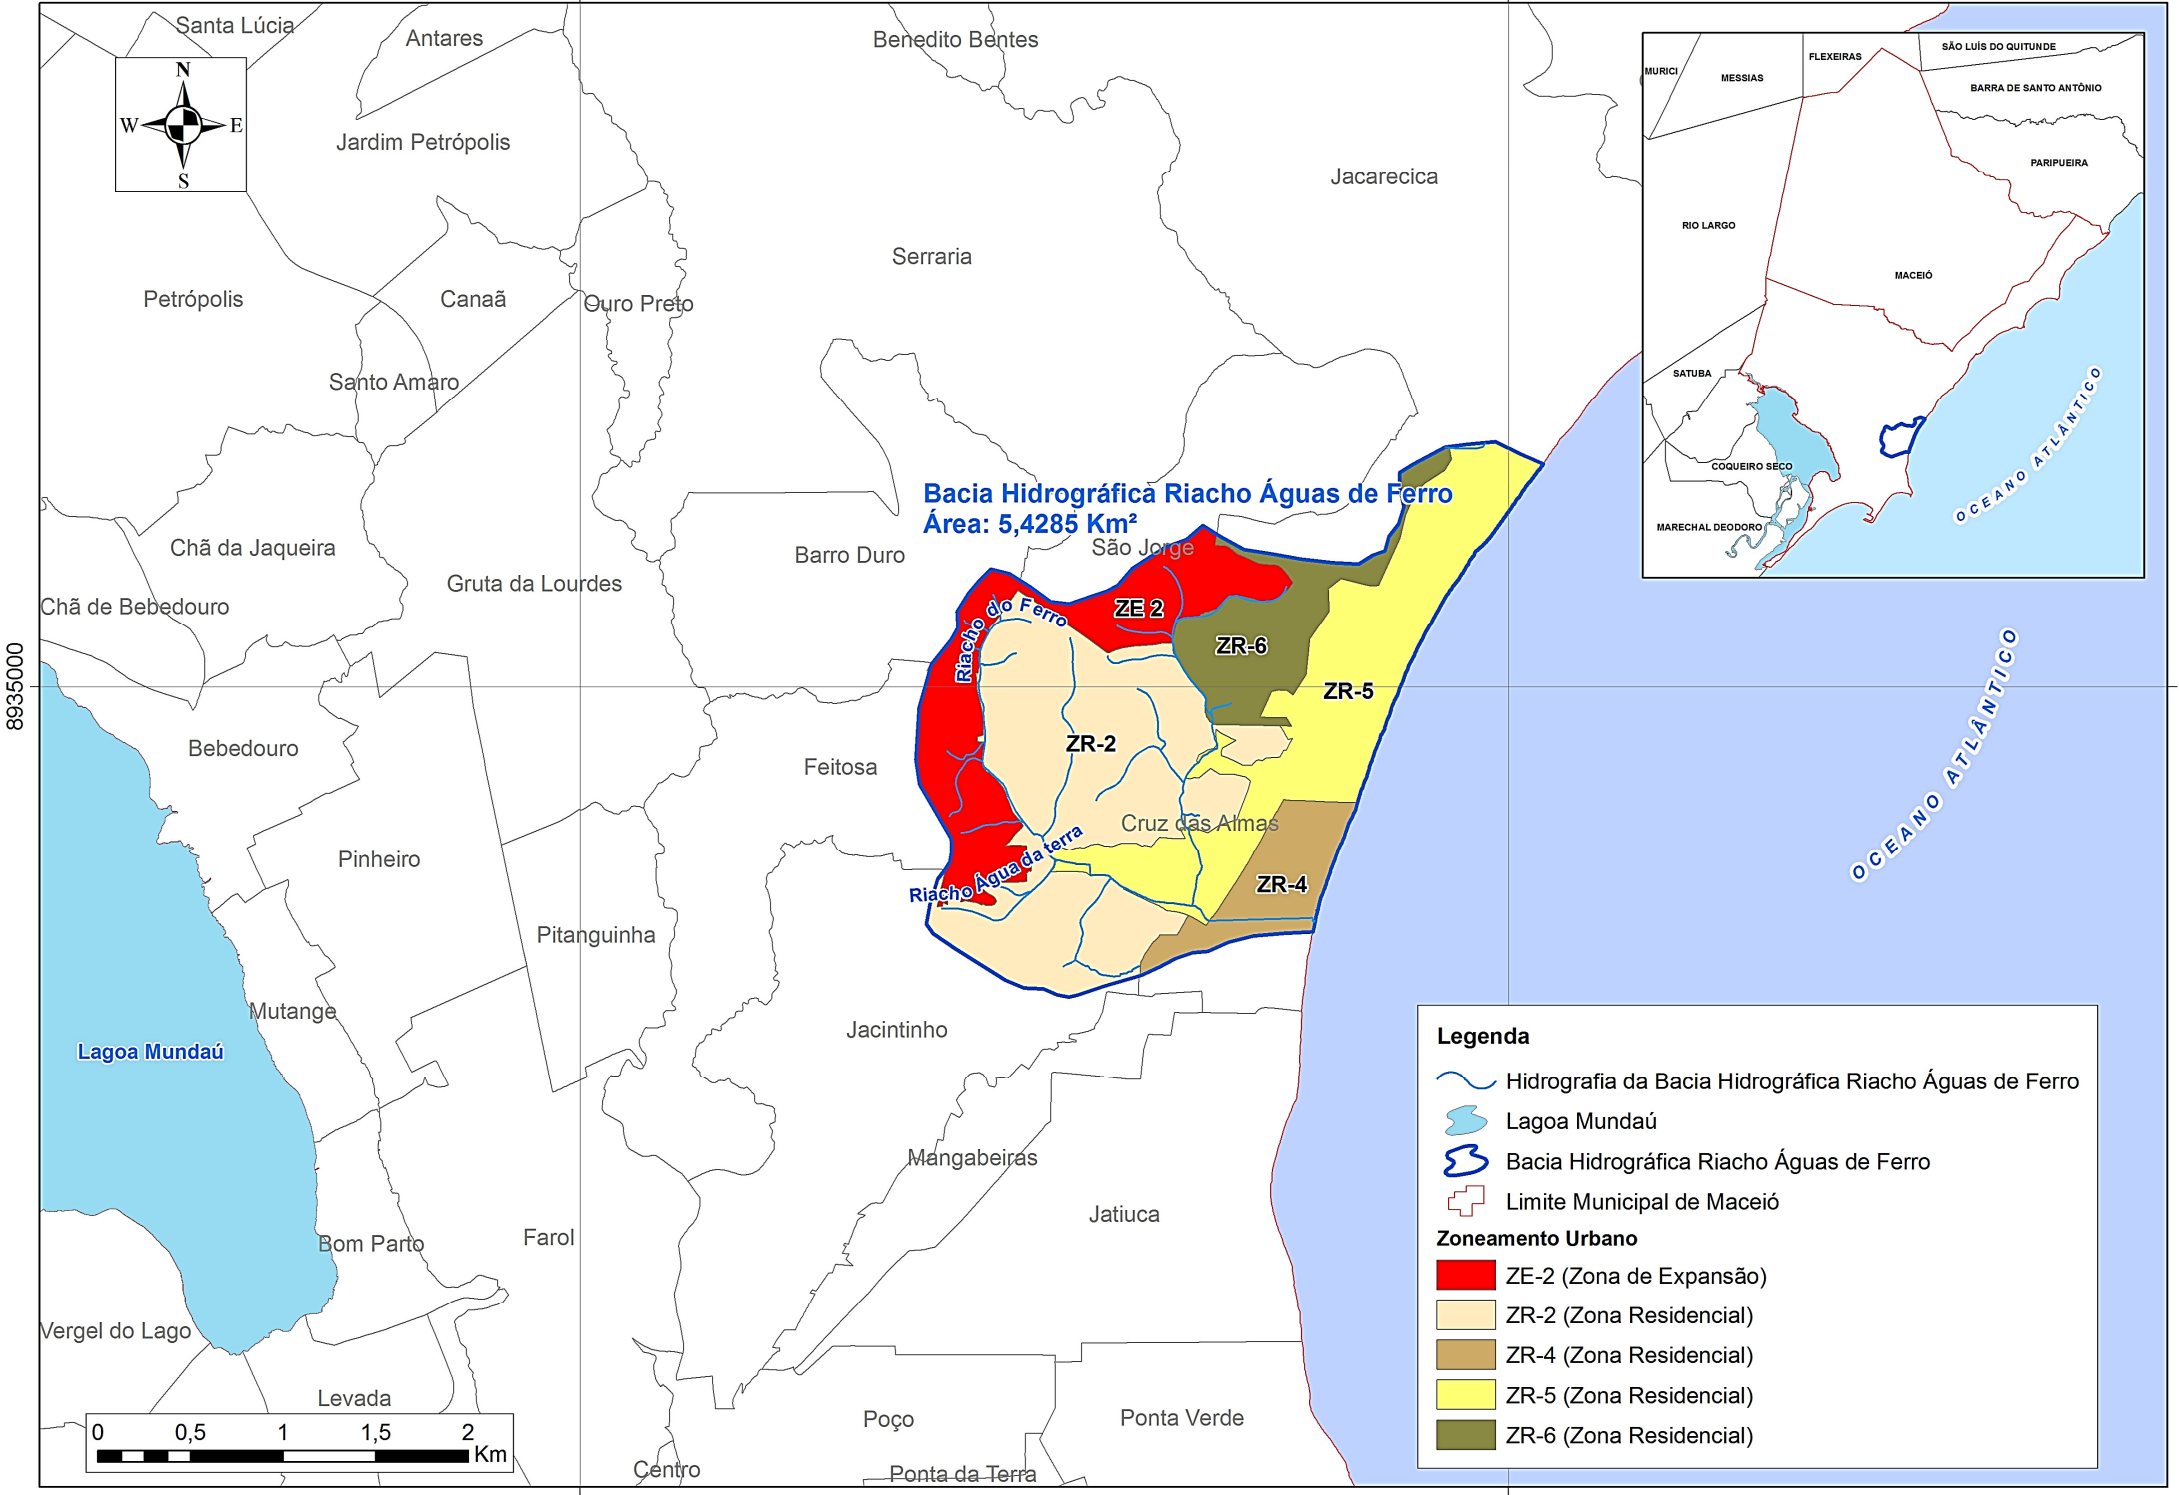 Santa Lúcia
Antares
Benedito Bentes
N
W
E
S
Jardim Petrópolis
Jacarecica
Serraria
Petrópolis
Canaã
Ouro Preto
Santo Amaro
Bacia Hidrográfica Riacho Águas de Ferro
Área: 5,4285 Km²
São Jorge
Barro Duro
Chã da Jaqueira
Gruta da Lourdes
Chã de Bebedouro
ZE 2
Riacho do Ferro
ZR-6
ZR-5
8935000
Bebedouro
ZR-2
Feitosa
Cruz das Almas
Pinheiro
Riacho Água da terra
ZR-4
Pitanguinha
OCEANO ATLÂNTICO
Mutange
Jacintinho
Lagoa Mundaú
Mangabeiras
Jatiuca
Bom Parto
Farol
Vergel do Lago
Levada
Poço
Ponta Verde
Centro
Ponta da Terra
0 0,5 1 1,5 2
Km
MURICI
MESSIAS
FLEXEIRAS
SÃO LUÍS DO QUITUNDE
BARRA DE SANTO ANTÔNIO
PARIPUEIRA
RIO LARGO
MACEIÓ
SATUBA
COQUEIRO SECO
MARECHAL DEODORO
OCEANO ATLÂNTICO
Legenda
Hidrografia da Bacia Hidrográfica Riacho Águas de Ferro
Lagoa Mundaú
Bacia Hidrográfica Riacho Águas de Ferro
Limite Municipal de Maceió
Zoneamento Urbano
ZE-2 (Zona de Expansão)
ZR-2 (Zona Residencial)
ZR-4 (Zona Residencial)
ZR-5 (Zona Residencial)
ZR-6 (Zona Residencial)